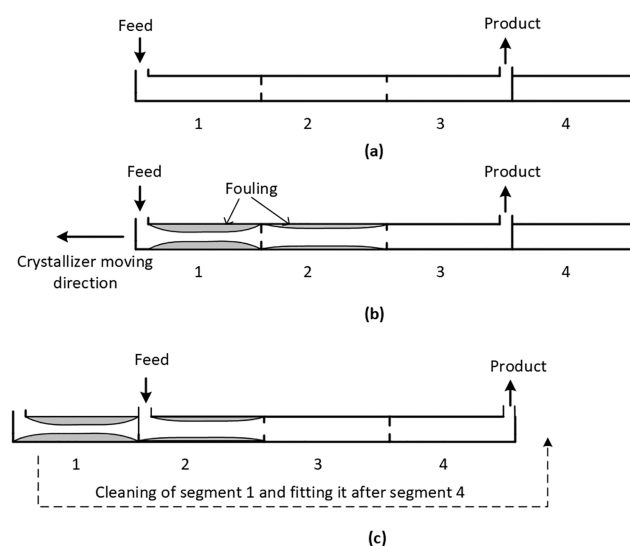 Feed
Product
1 2 3 4
(a)
Feed
Fouling
Product
Crystallizer moving
direction
1 2 3 4
(b)
Feed
Product
1 2 3 4
Cleaning of segment 1 and fitting it after segment 4
(c)